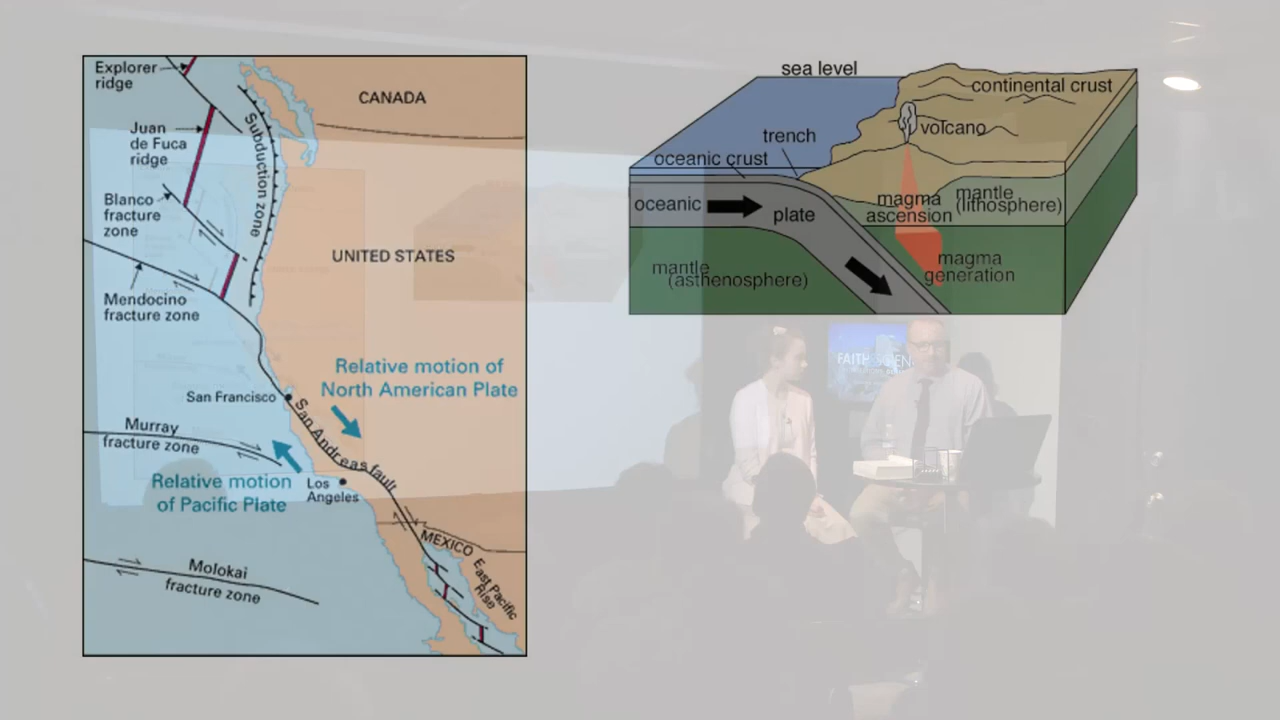 Explorer
ridge
CANADA
Juan
de Fuca
ridge
Subduction zone
Blanco
fracture
zone
UNITED STATES
Mendocino
fracture zone
Relative motion of
North American Plate
San Francisco
San Andreas fault
Murray
fracture zone
Relative motion
of Pacific Plate
Los
Angeles
MEXICO
East Pacific
Rise
Molokai
fracture zone
sea level
continental crust
volcano
trench
oceanic crust
oceanic
plate
magma
ascension
mantle
(lithosphere)
mantle
(asthenosphere)
magma
generation
FAITH